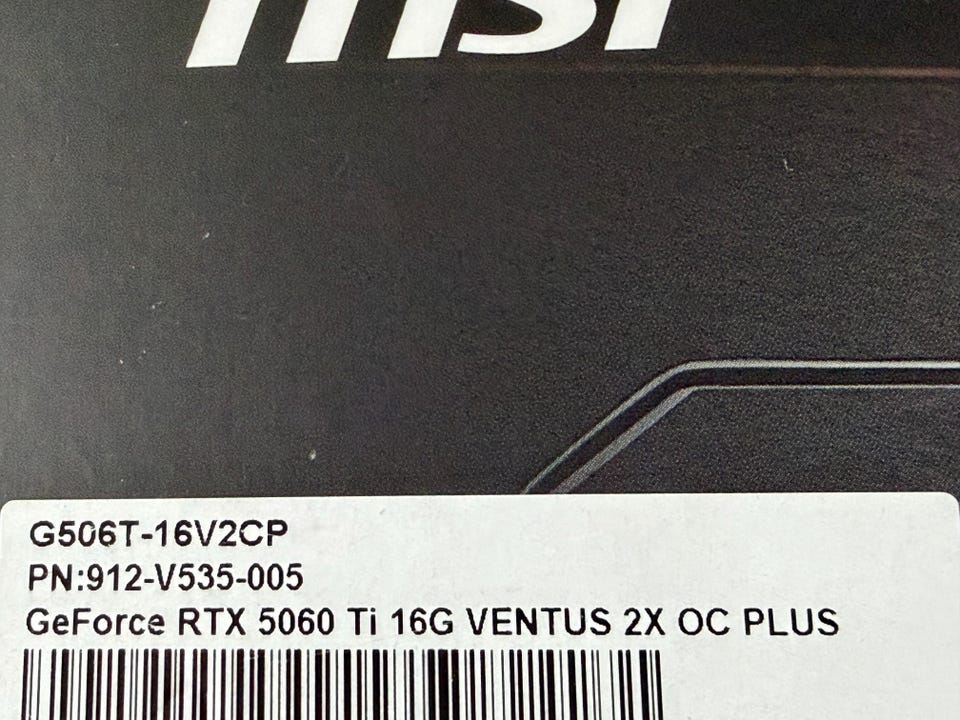 msi
G506T-16V2CP
PN:912-V535-005
GeForce RTX 5060 Ti 16G VENTUS 2X OC PLUS